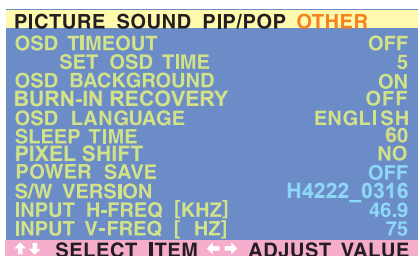 PICTURE SOUND PIP/POP OTHER
OSD TIMEOUT OFF
SET OSD TIME 5
OSD BACKGROUND ON
BURN-IN RECOVERY OFF
OSD LANGUAGE ENGLISH
SLEEP TIME 60
PIXEL SHIFT NO
POWER SAVE OFF
S/W VERSION H4222_0316
INPUT H-FREQ [KHZ] 46.9
INPUT V-FREQ [ HZ] 75
↑↓ SELECT ITEM ←→ ADJUST VALUE